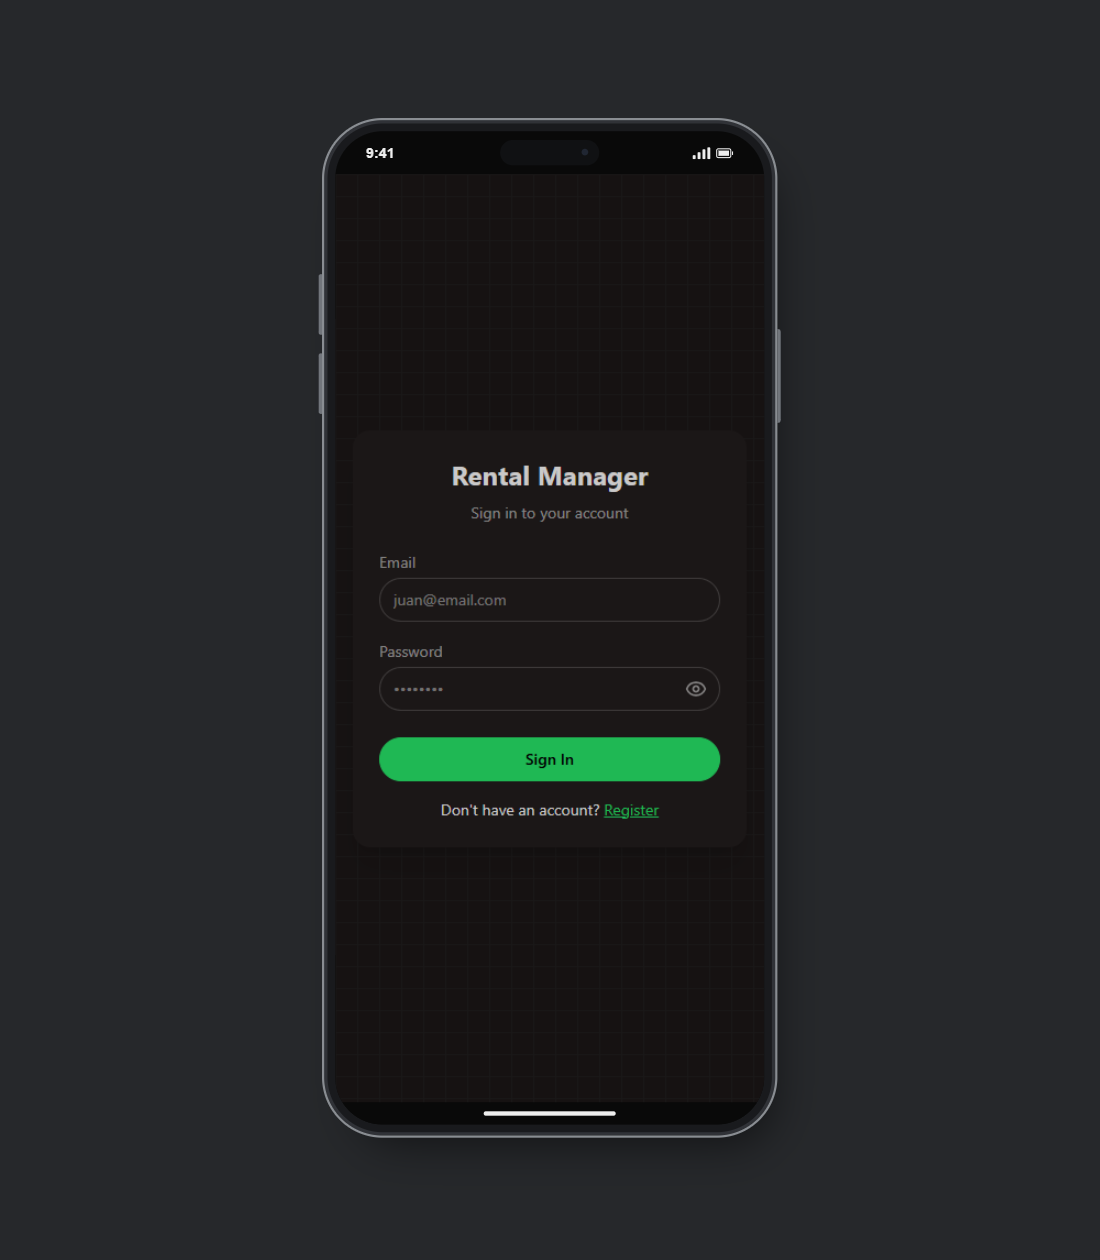 9:41
Rental Manager
Sign in to your account
Email
juan@email.com
Password
••••••••
Sign In
Don't have an account? Register